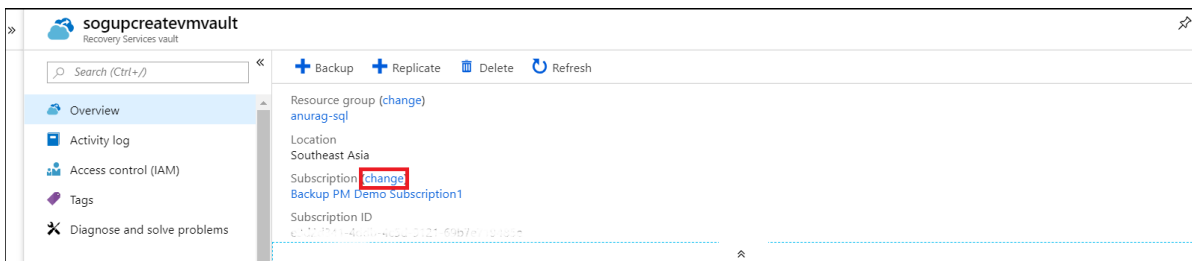 »
sogupcreatevmvault
Recovery Services vault
Search (Ctrl+/)
«
Backup Replicate Delete Refresh
Overview
Activity log
Access control (IAM)
Tags
Diagnose and solve problems
Resource group (change)
anurag-sql
Location
Southeast Asia
Subscription (change)
Backup PM Demo Subscription1
Subscription ID